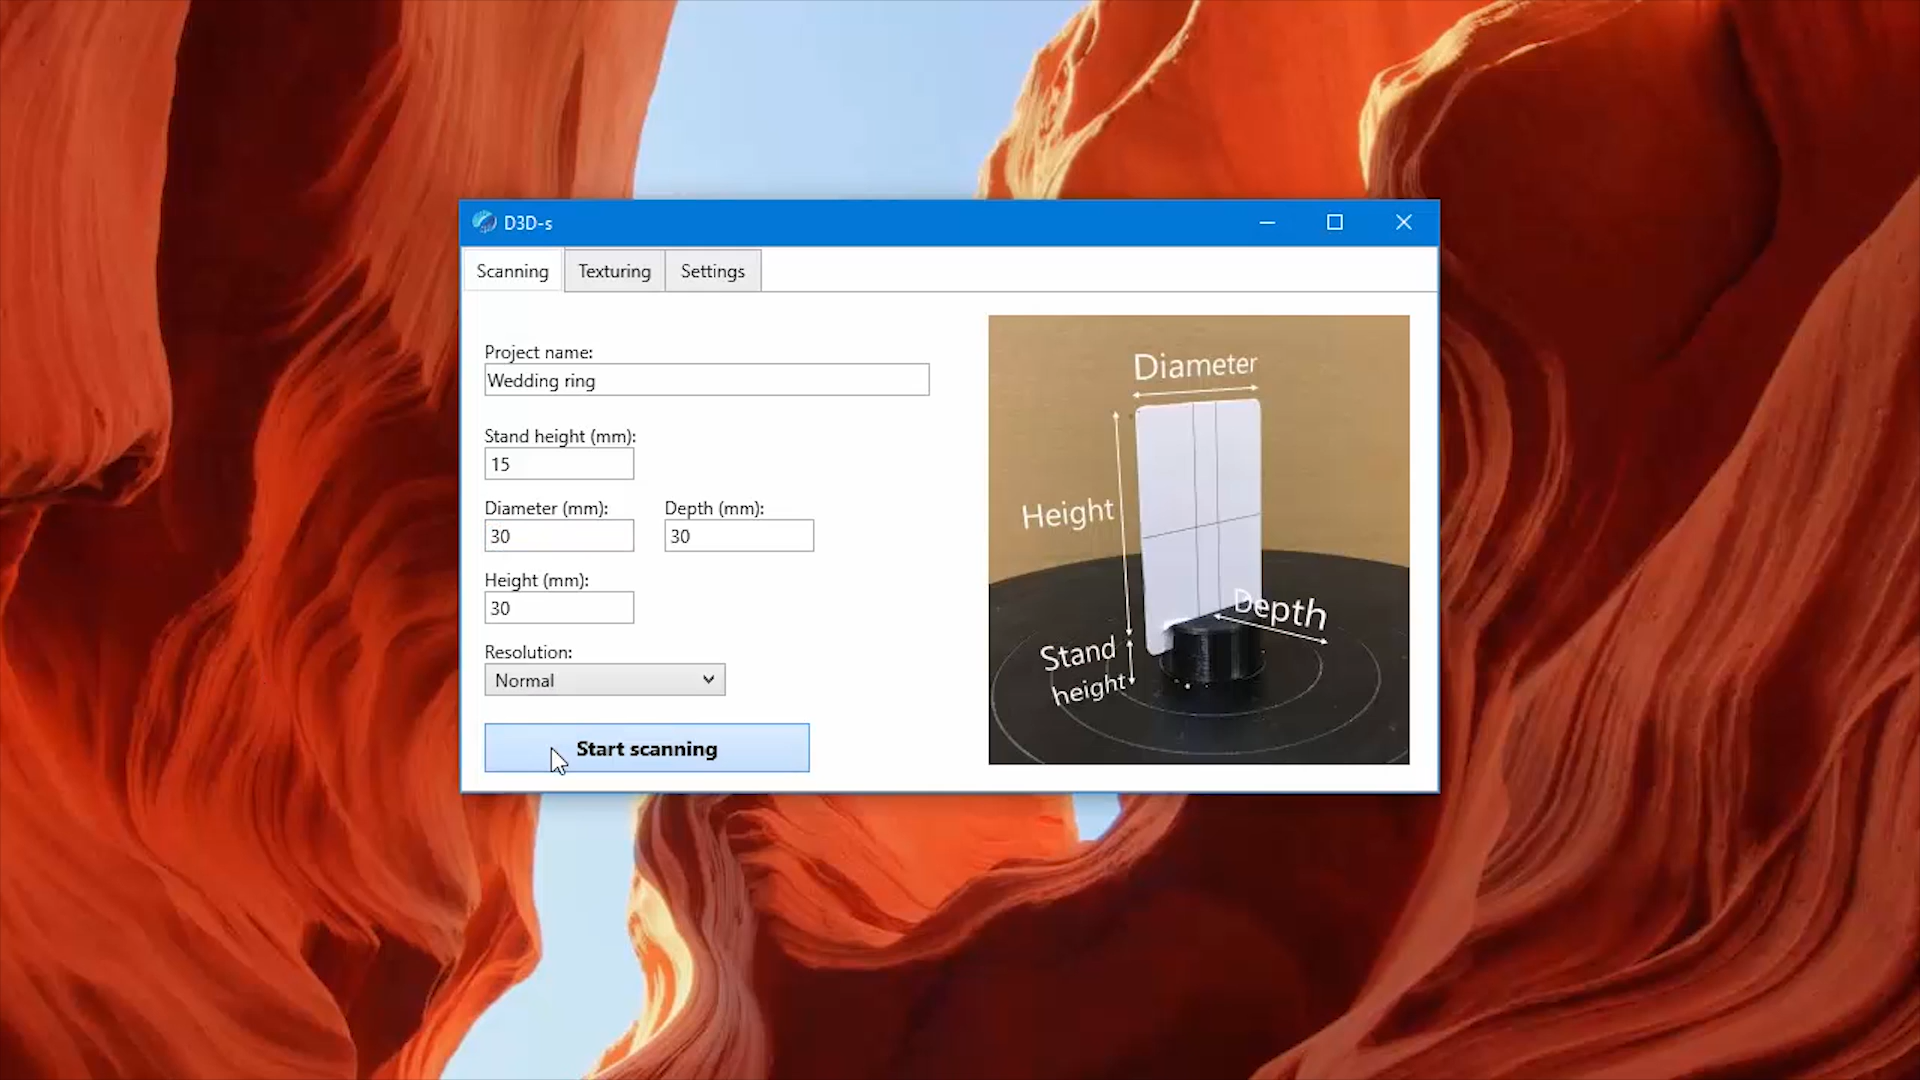 D3D-s
Scanning Texturing Settings
Project name:
Wedding ring
Stand height (mm):
15
Diameter (mm): Depth (mm):
30 30
Height (mm):
30
Resolution:
Normal
Start scanning
Diameter
Height
Depth
Stand
height